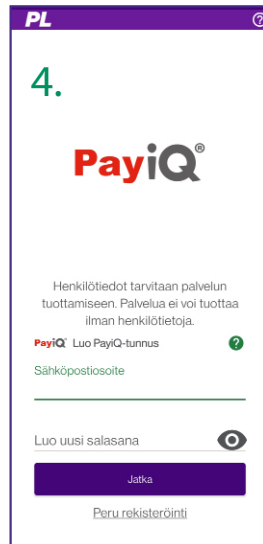 PL ?
4.
PayiQ®
Henkilötiedot tarvitaan palvelun
tuottamiseen. Palvelua ei voi tuottaa
ilman henkilötietoja.
PayiQ Luo PayiQ-tunnus ?
Sähköpostiosoite
Luo uusi salasana
Jatka
Peru rekisteröinti